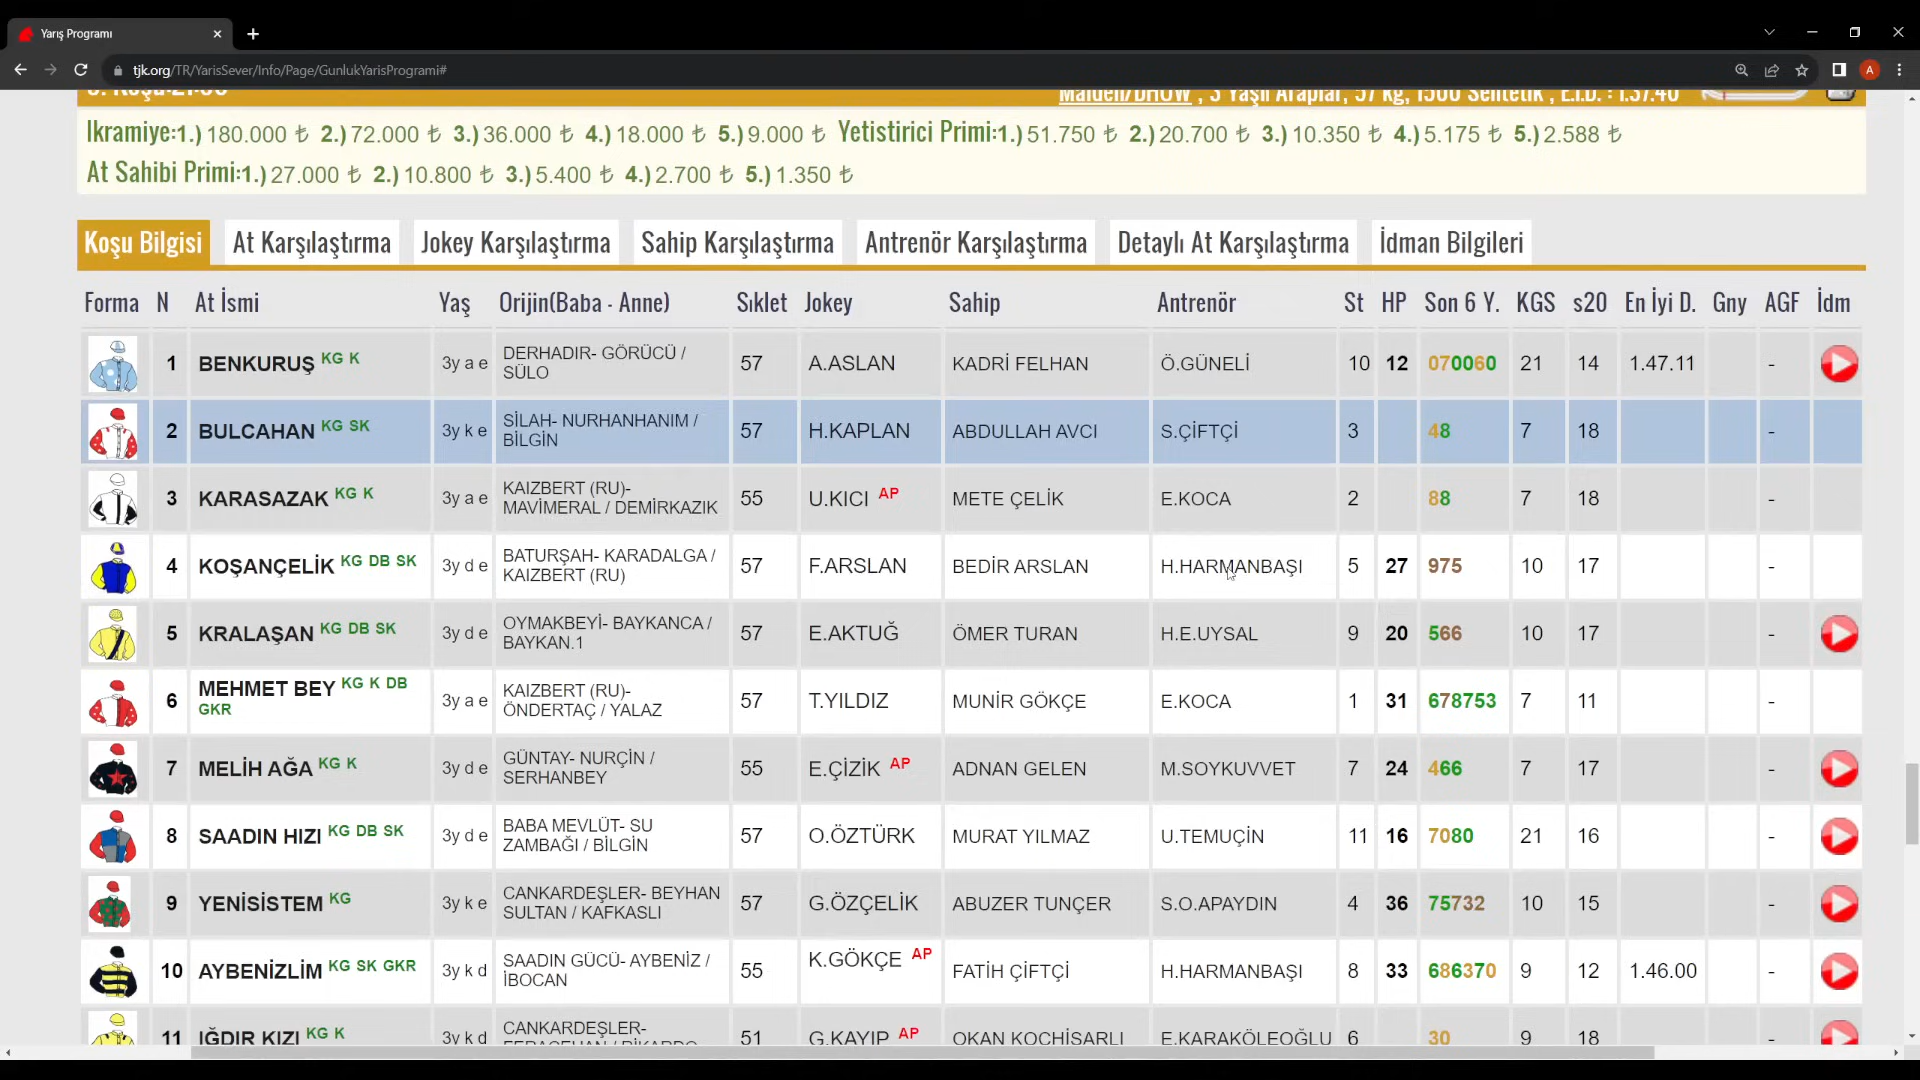 Yarış Programı
tjk.org/TR/YarisSever/Info/Page/GunlukYarisProgrami#
A
Maiden/DHÖW , 3 Yaşlı Araplar, 57 kg, 1500 Sentetik , E.İ.D. : 1.37.40
Ikramiye:1.) 180.000 ₺ 2.) 72.000 ₺ 3.) 36.000 ₺ 4.) 18.000 ₺ 5.) 9.000 ₺ Yetistirici Primi:1.) 51.750 ₺ 2.) 20.700 ₺ 3.) 10.350 ₺ 4.) 5.175 ₺ 5.) 2.588 ₺
At Sahibi Primi:1.) 27.000 ₺ 2.) 10.800 ₺ 3.) 5.400 ₺ 4.) 2.700 ₺ 5.) 1.350 ₺
Koşu Bilgisi At Karşılaştırma Jokey Karşılaştırma Sahip Karşılaştırma Antrenör Karşılaştırma Detaylı At Karşılaştırma İdman Bilgileri
Forma N At İsmi Yaş Orijin(Baba - Anne) Sıklet Jokey Sahip Antrenör St HP Son 6 Y. KGS s20 En İyi D. Gny AGF İdm
1 BENKURUŞ KG K 3y a e DERHADIR- GÖRÜCÜ / SÜLO 57 A.ASLAN KADRİ FELHAN Ö.GÜNELİ 10 12 070060 21 14 1.47.11 -
2 BULCAHAN KG SK 3y k e SİLAH- NURHANHANIM / BİLGİN 57 H.KAPLAN ABDULLAH AVCI S.ÇİFTÇİ 3 48 7 18 -
3 KARASAZAK KG K 3y a e KAIZBERT (RU)- MAVİMERAL / DEMİRKAZIK 55 U.KICI AP METE ÇELİK E.KOCA 2 88 7 18 -
4 KOŞANÇELİK KG DB SK 3y d e BATURŞAH- KARADALGA / KAIZBERT (RU) 57 F.ARSLAN BEDİR ARSLAN H.HARMANBAŞI 5 27 975 10 17 -
5 KRALAŞAN KG DB SK 3y d e OYMAKBEYİ- BAYKANCA / BAYKAN.1 57 E.AKTUĞ ÖMER TURAN H.E.UYSAL 9 20 566 10 17 -
6 MEHMET BEY KG K DB GKR 3y a e KAIZBERT (RU)- ÖNDERTAÇ / YALAZ 57 T.YILDIZ MUNİR GÖKÇE E.KOCA 1 31 678753 7 11 -
7 MELİH AĞA KG K 3y d e GÜNTAY- NURÇİN / SERHANBEY 55 E.ÇİZİK AP ADNAN GELEN M.SOYKUVVET 7 24 466 7 17 -
8 SAADIN HIZI KG DB SK 3y d e BABA MEVLÜT- SU ZAMBAĞI / BİLGİN 57 O.ÖZTÜRK MURAT YILMAZ U.TEMUÇİN 11 16 7080 21 16 -
9 YENİSİSTEM KG 3y k e CANKARDEŞLER- BEYHAN SULTAN / KAFKASLI 57 G.ÖZÇELİK ABUZER TUNÇER S.O.APAYDIN 4 36 75732 10 15 -
10 AYBENİZLİM KG SK GKR 3y k d SAADIN GÜCÜ- AYBENİZ / İBOCAN 55 K.GÖKÇE AP FATİH ÇİFTÇİ H.HARMANBAŞI 8 33 686370 9 12 1.46.00 -
11 IĞDIR KIZI KG K 3y k d CANKARDEŞLER- 51 G.KAYIP AP OKAN KOCHİSARLI E.KARAKÖLEOĞLU 6 30 9 18 -